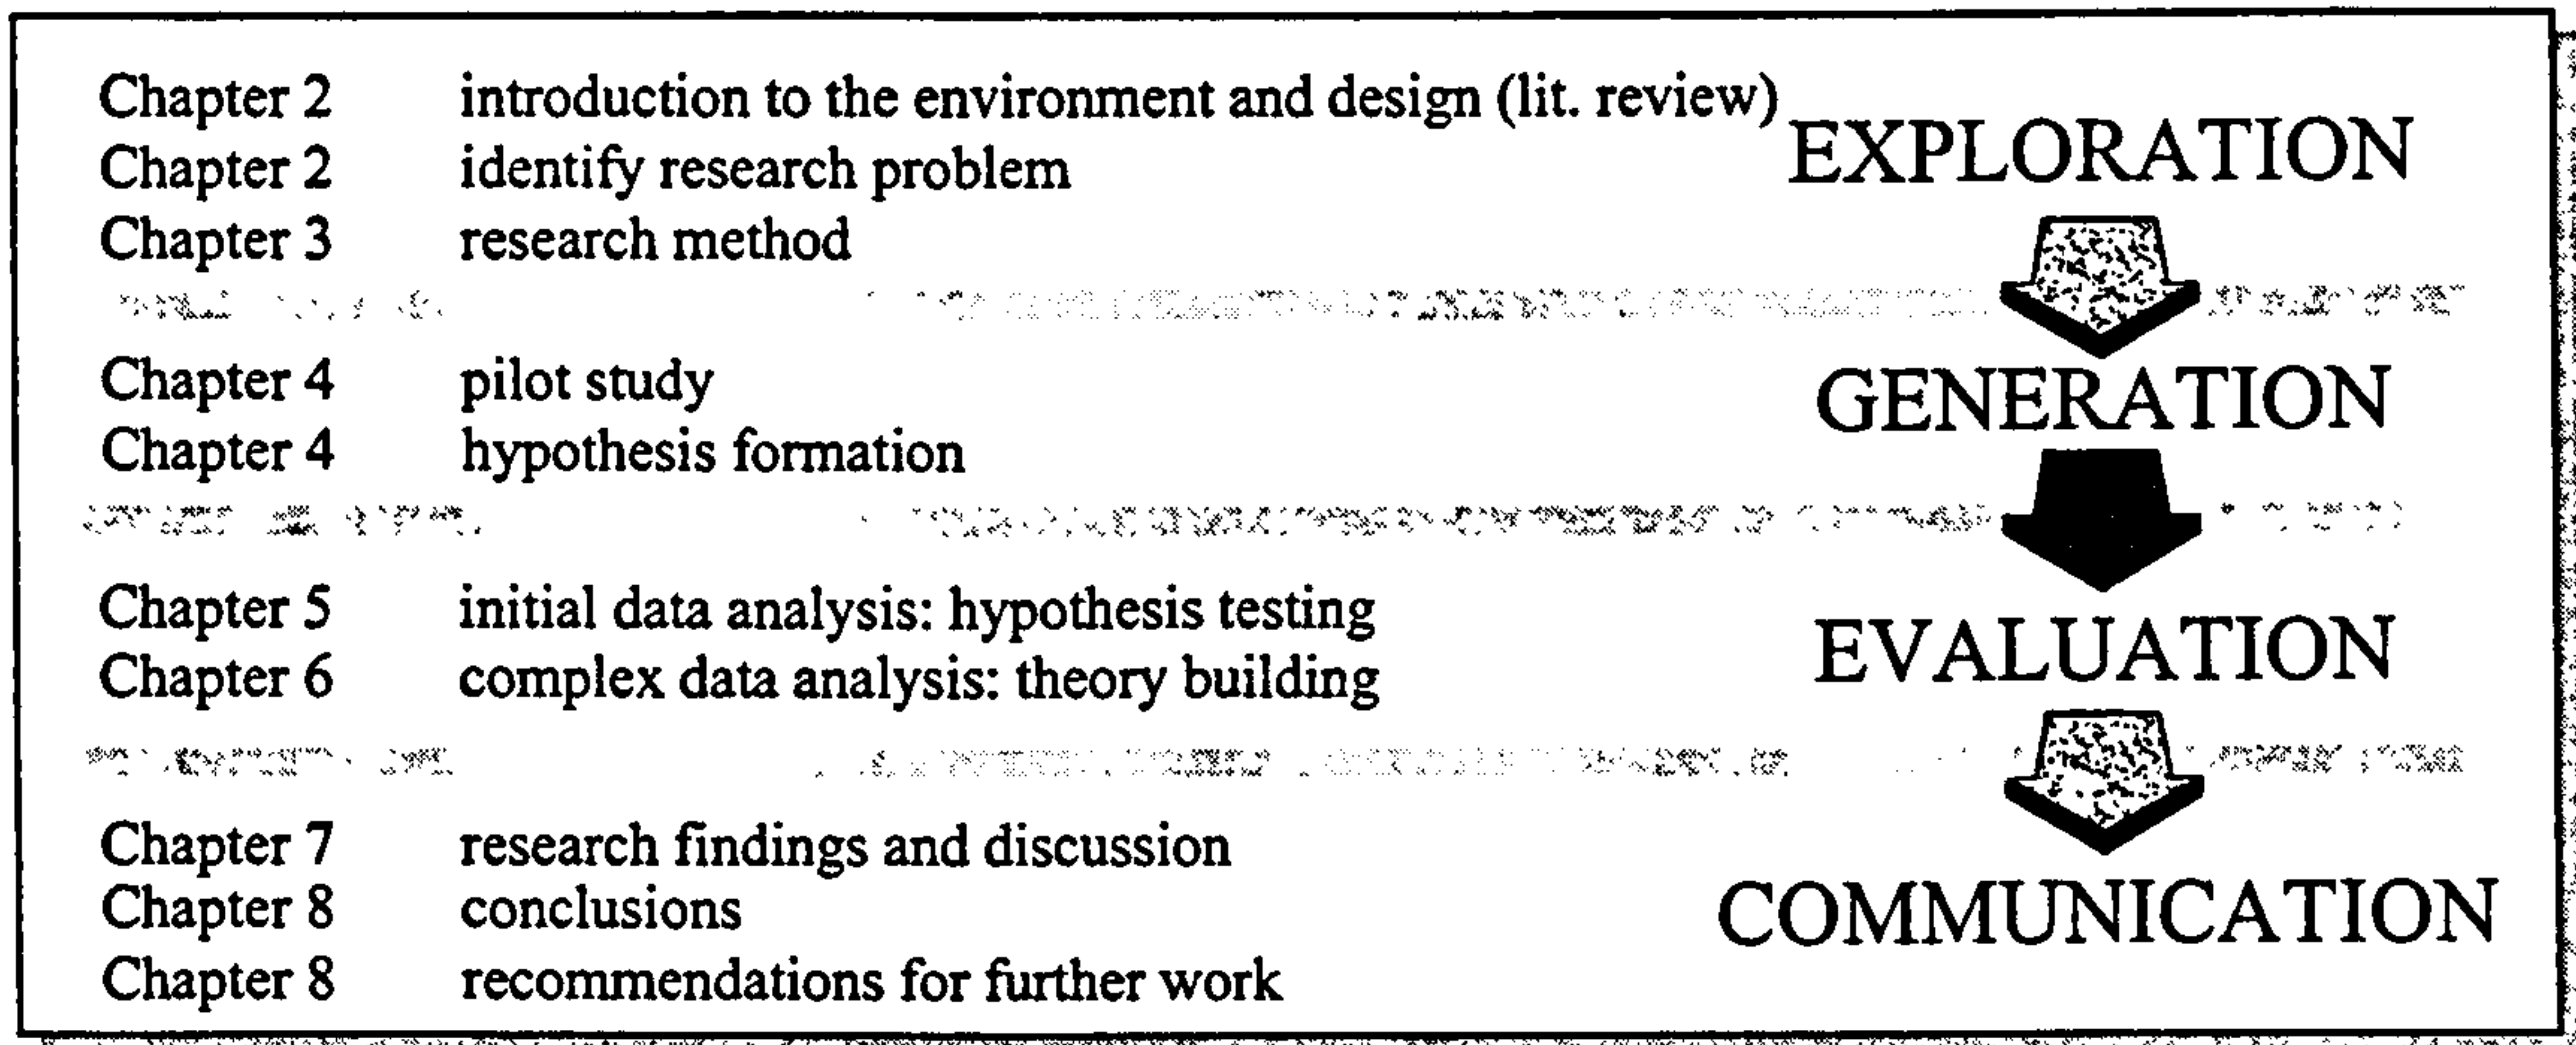 Chapter 2 introduction to the environment and design (lit. review)
Chapter 2 identify research problem
EXPLORATION
Chapter 3 research method
Chapter 4 pilot study
GENERATION
Chapter 4 hypothesis formation
Chapter 5 initial data analysis: hypothesis testing
EVALUATION
Chapter 6 complex data analysis: theory building
Chapter 7 research findings and discussion
Chapter 8 conclusions
COMMUNICATION
Chapter 8 recommendations for further work